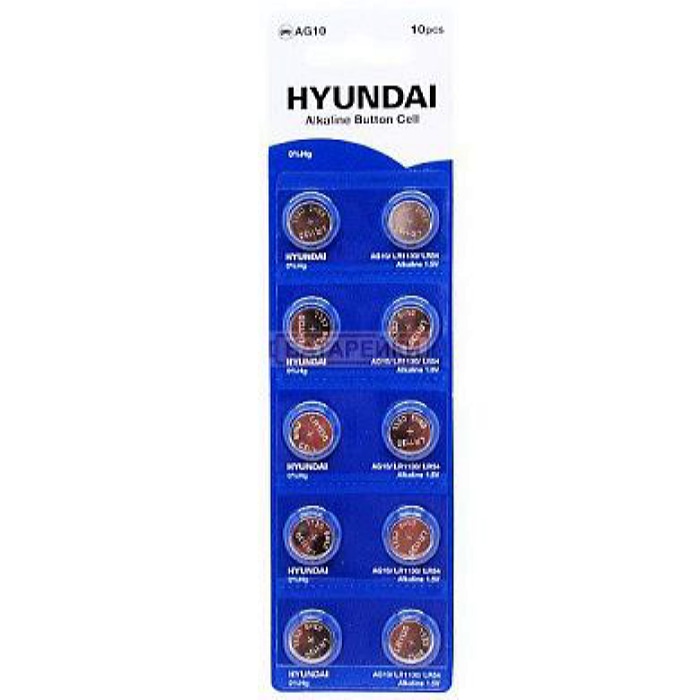 AG10 10pcs
HYUNDAI
Alkaline Button Cell
0%Hg
HYUNDAI AG10/ LR1130/ LR54
0%Hg Alkaline 1.5V
БАТАРЕЙКИ
HYUNDAI AG10/ LR1130/ LR54
0%Hg Alkaline 1.5V
HYUNDAI AG10/ LR1130/ LR54
0%Hg Alkaline 1.5V
HYUNDAI AG10/ LR1130/ LR54
0%Hg Alkaline 1.5V
HYUNDAI AG10/ LR1130/ LR54
0%Hg Alkaline 1.5V